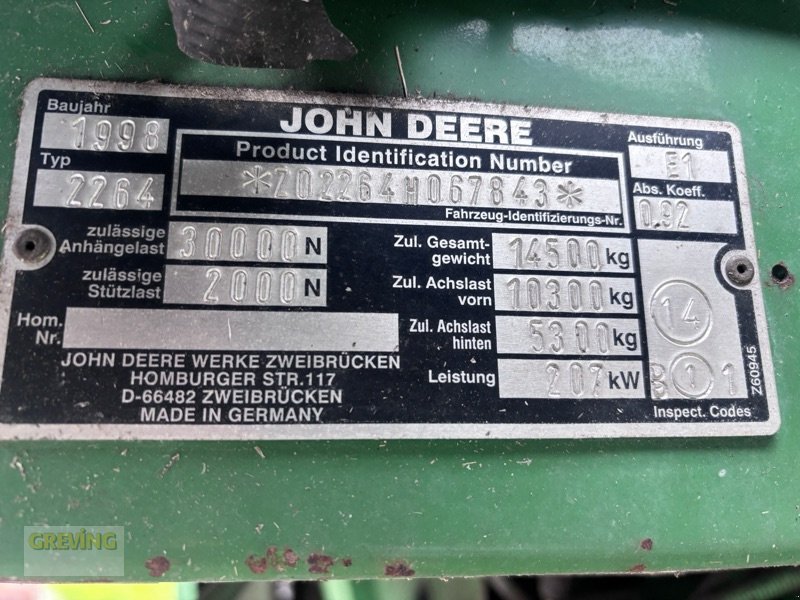 JOHN DEERE
Baujahr
1998
Typ
2264
Product Identification Number
*Z02264H067843*
Fahrzeug-Identifizierungs-Nr.
Ausführung
E1
Abs. Koeff.
0.92
zulässige
Anhängelast 30000 N
zulässige
Stützlast 2000 N
Hom.
Nr.
JOHN DEERE WERKE ZWEIBRÜCKEN
HOMBURGER STR.117
D-66482 ZWEIBRÜCKEN
MADE IN GERMANY
Zul. Gesamt-
gewicht 14500 kg
Zul. Achslast
vorn 10300 kg
Zul. Achslast
hinten 5300 kg
Leistung 207 kW
14
B 1 1
Inspect. Codes
Z60945
GREVING